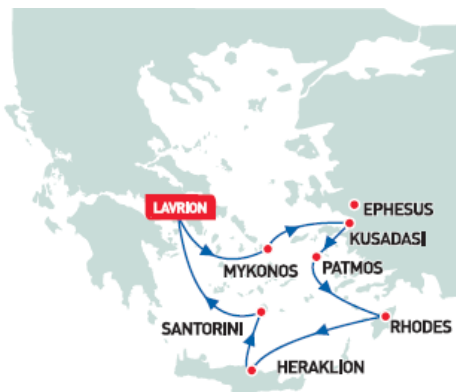 LAVRION
EPHESUS
KUSADASI
MYKONOS
PATMOS
SANTORINI
RHODES
HERAKLION